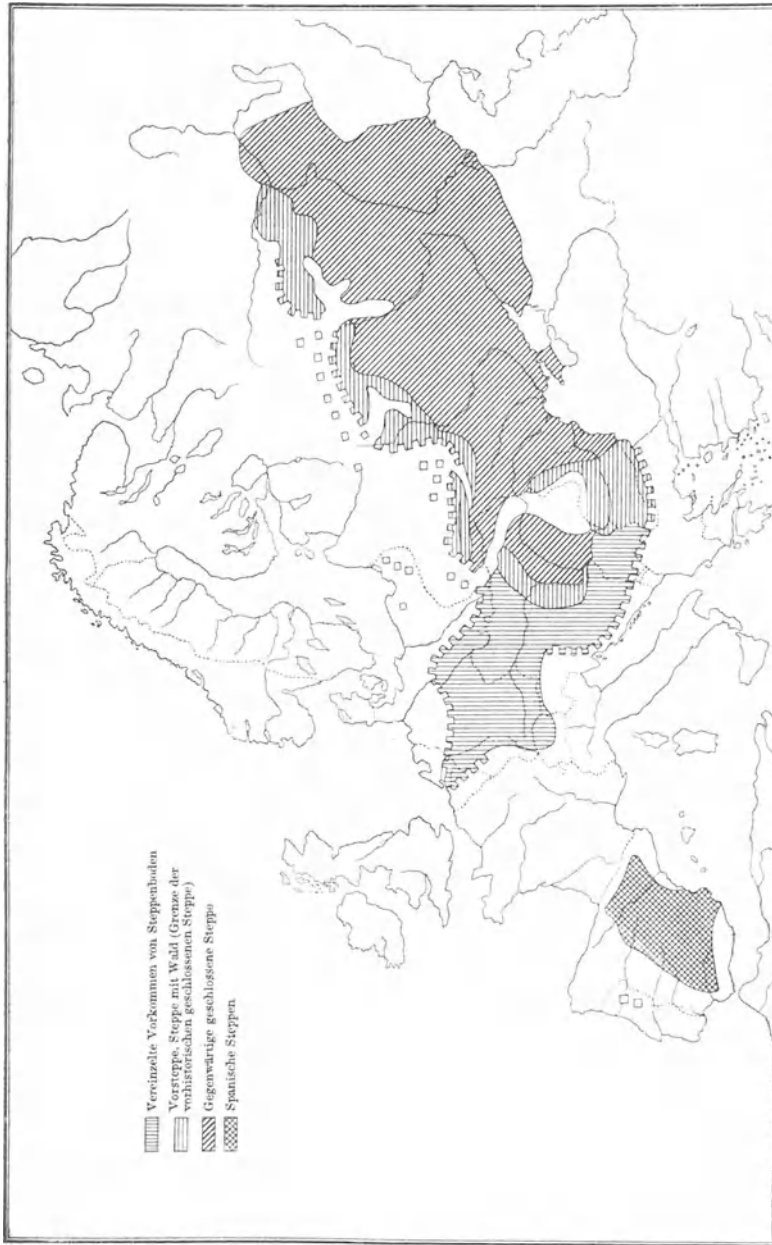 Vereinzelte Vorkommen von Steppenboden
Vorsteppe, Steppe mit Wald (Grenze der
vorhistorischen geschlossenen Steppe)
Gegenwärtige geschlossene Steppe
Spanische Steppen